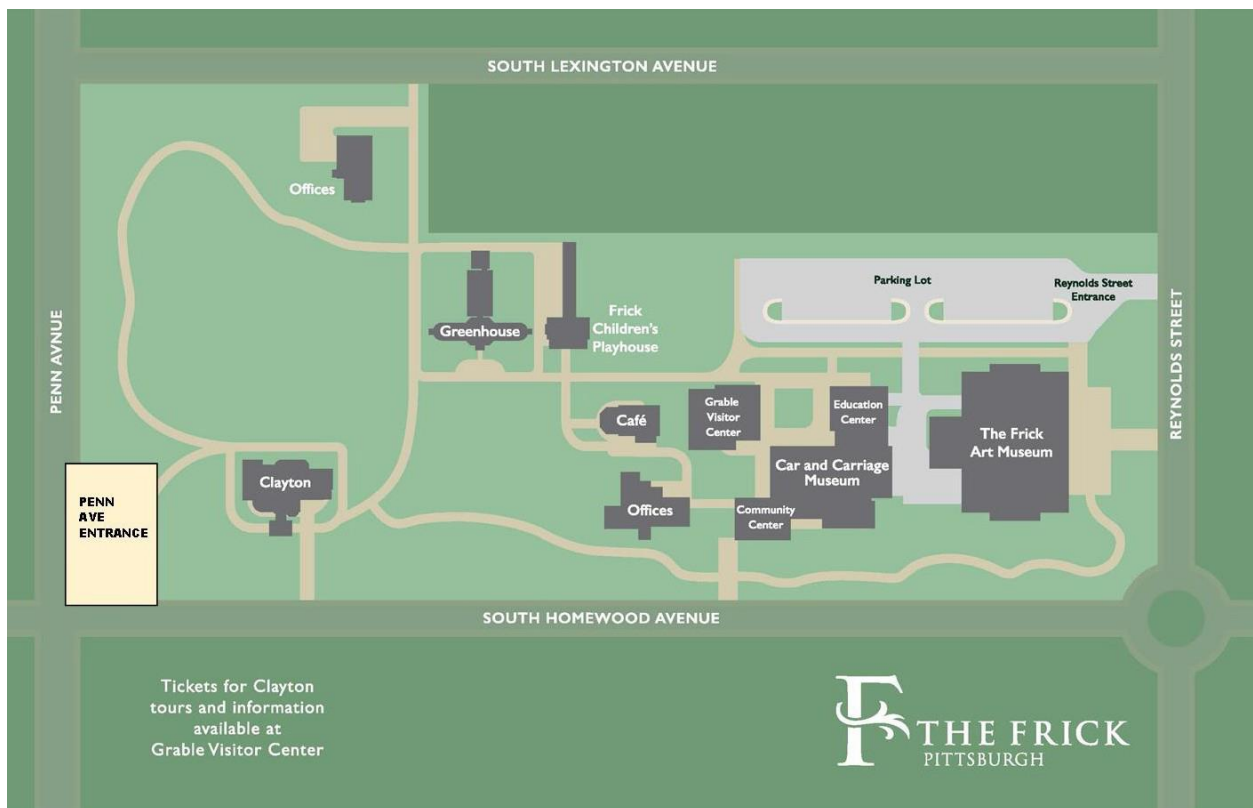 SOUTH LEXINGTON AVENUE
Offices
PENN AVNUE
Greenhouse
Frick
Children's
Playhouse
Parking Lot
Reynolds Street
Entrance
REYNOLDS STREET
Café
Grable
Visitor
Center
Education
Center
The Frick
Art Museum
Car and Carriage
Museum
Clayton
PENN
AVE
ENTRANCE
Offices
Community
Center
SOUTH HOMEWOOD AVENUE
Tickets for Clayton
tours and information
available at
Grable Visitor Center
F THE FRICK
PITTSBURGH